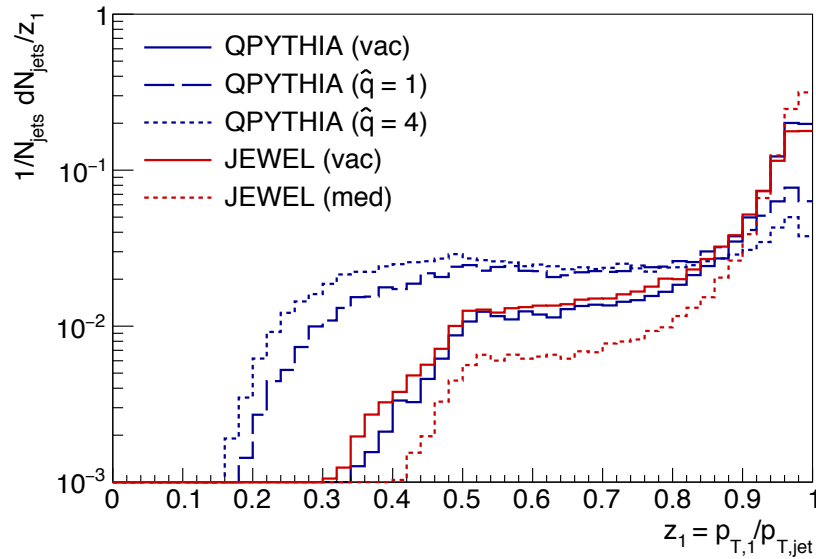 1/N_jets dN_jets/z_1
1
10^−1
10^−2
10^−3
QPYTHIA (vac)
QPYTHIA (q̂ = 1)
QPYTHIA (q̂ = 4)
JEWEL (vac)
JEWEL (med)
0 0.1 0.2 0.3 0.4 0.5 0.6 0.7 0.8 0.9 1
z_1 = p_T,1/p_T,jet